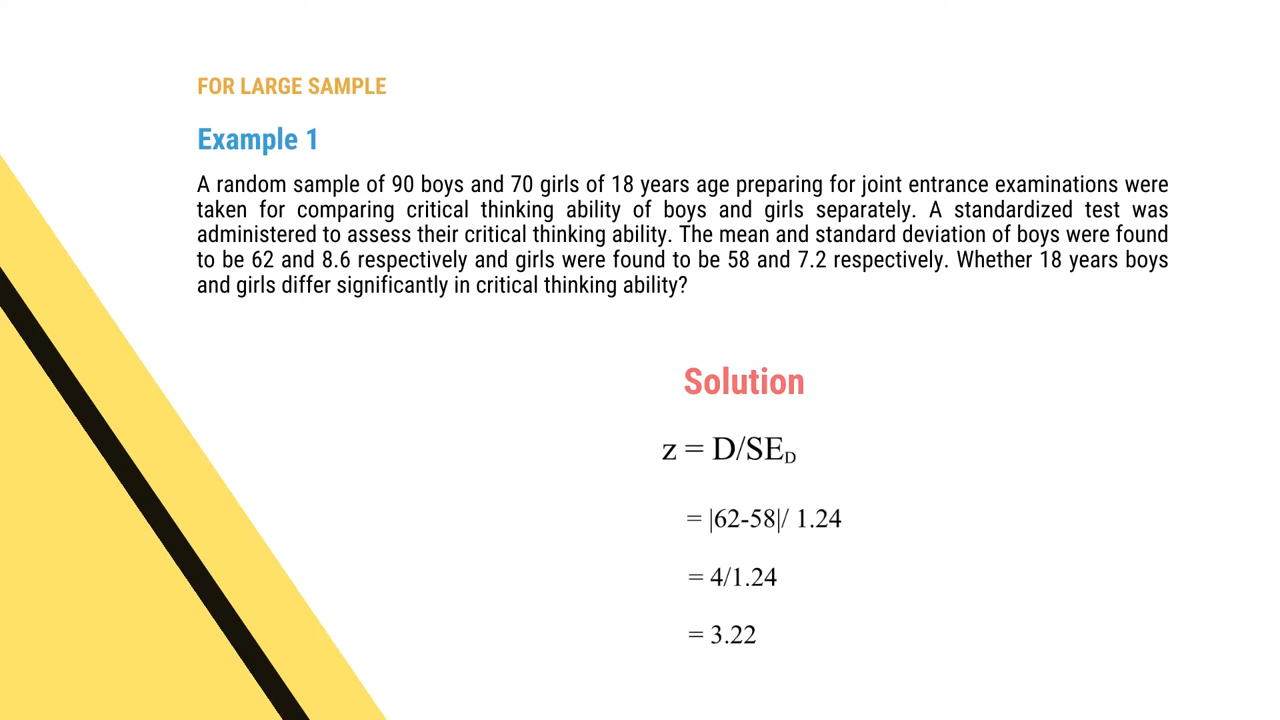 FOR LARGE SAMPLE
Example 1
A random sample of 90 boys and 70 girls of 18 years age preparing for joint entrance examinations were
taken for comparing critical thinking ability of boys and girls separately. A standardized test was
administered to assess their critical thinking ability. The mean and standard deviation of boys were found
to be 62 and 8.6 respectively and girls were found to be 58 and 7.2 respectively. Whether 18 years boys
and girls differ significantly in critical thinking ability?
Solution
z = D/SE_D
= |62-58|/ 1.24
= 4/1.24
= 3.22